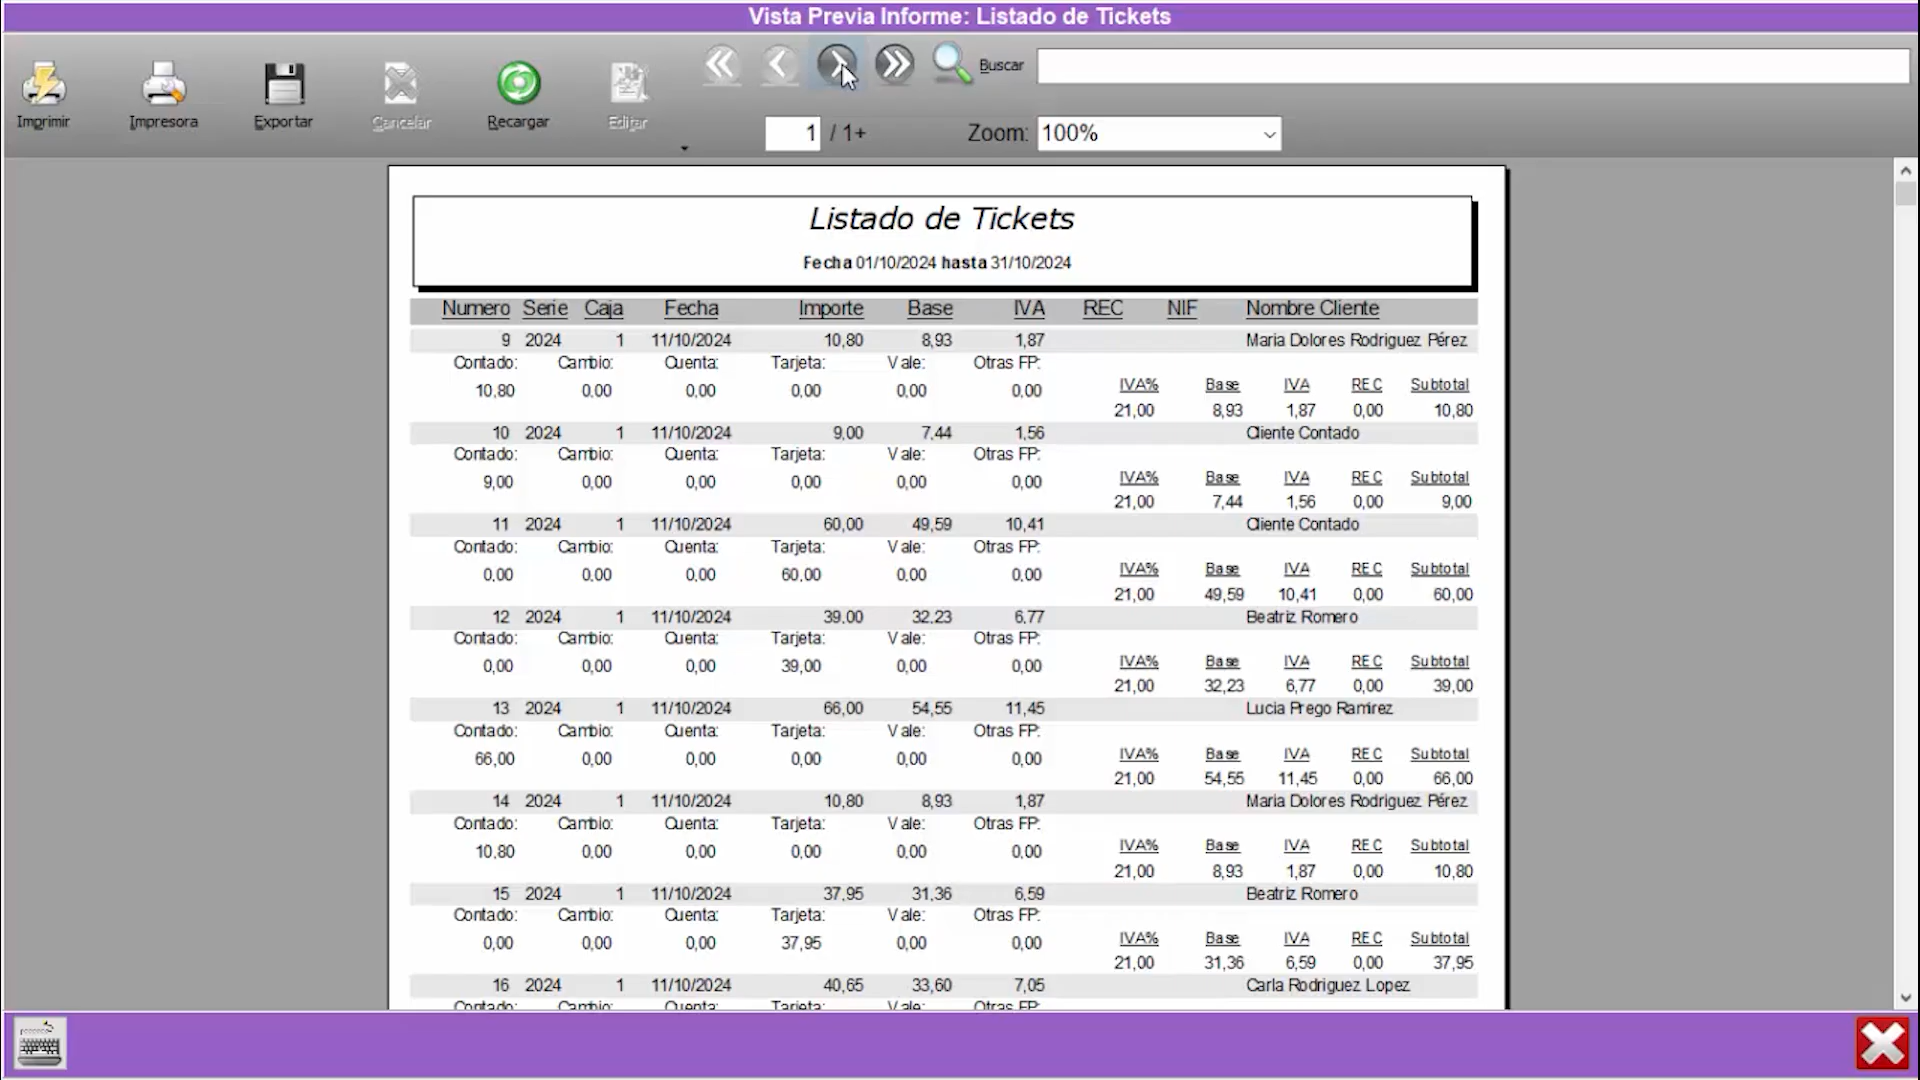 Vista Previa Informe: Listado de Tickets
Imprimir Impresora Exportar Cancelar Recargar Editar
Buscar
1 / 1+ Zoom: 100%
Listado de Tickets
Fecha 01/10/2024 hasta 31/10/2024
Numero Serie Caja Fecha Importe Base IVA REC NIF Nombre Cliente
9 2024 1 11/10/2024 10,80 8,93 1,87 Maria Dolores Rodriguez Pérez
Contado: Cambio: Cuenta: Tarjeta: Vale: Otras FP:
IVA% Base IVA REC Subtotal
10,80 0,00 0,00 0,00 0,00 0,00
21,00 8,93 1,87 0,00 10,80
10 2024 1 11/10/2024 9,00 7,44 1,56 Cliente Contado
Contado: Cambio: Cuenta: Tarjeta: Vale: Otras FP:
IVA% Base IVA REC Subtotal
9,00 0,00 0,00 0,00 0,00 0,00
21,00 7,44 1,56 0,00 9,00
11 2024 1 11/10/2024 60,00 49,59 10,41 Cliente Contado
Contado: Cambio: Cuenta: Tarjeta: Vale: Otras FP:
IVA% Base IVA REC Subtotal
0,00 0,00 0,00 60,00 0,00 0,00
21,00 49,59 10,41 0,00 60,00
12 2024 1 11/10/2024 39,00 32,23 6,77 Beatriz Romero
Contado: Cambio: Cuenta: Tarjeta: Vale: Otras FP:
IVA% Base IVA REC Subtotal
0,00 0,00 0,00 39,00 0,00 0,00
21,00 32,23 6,77 0,00 39,00
13 2024 1 11/10/2024 66,00 54,55 11,45 Lucia Prego Ramirez
Contado: Cambio: Cuenta: Tarjeta: Vale: Otras FP:
IVA% Base IVA REC Subtotal
66,00 0,00 0,00 0,00 0,00 0,00
21,00 54,55 11,45 0,00 66,00
14 2024 1 11/10/2024 10,80 8,93 1,87 Maria Dolores Rodriguez Pérez
Contado: Cambio: Cuenta: Tarjeta: Vale: Otras FP:
IVA% Base IVA REC Subtotal
10,80 0,00 0,00 0,00 0,00 0,00
21,00 8,93 1,87 0,00 10,80
15 2024 1 11/10/2024 37,95 31,36 6,59 Beatriz Romero
Contado: Cambio: Cuenta: Tarjeta: Vale: Otras FP:
IVA% Base IVA REC Subtotal
0,00 0,00 0,00 37,95 0,00 0,00
21,00 31,36 6,59 0,00 37,95
16 2024 1 11/10/2024 40,65 33,60 7,05 Carla Rodriguez Lopez
Contado: Cambio: Cuenta: Tarjeta: Vale: Otras FP: